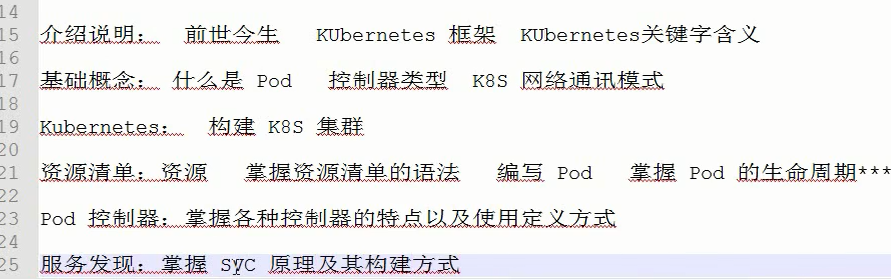 14
15 介绍说明： 前世今生 KUbernetes 框架 KUbernetes关键字含义
16
17 基础概念： 什么是 Pod 控制器类型 K8S 网络通讯模式
18
19 Kubernetes： 构建 K8S 集群
20
21 资源清单：资源 掌握资源清单的语法 编写 Pod 掌握 Pod 的生命周期***
22
23 Pod 控制器：掌握各种控制器的特点以及使用定义方式
24
25 服务发现：掌握 SVC 原理及其构建方式